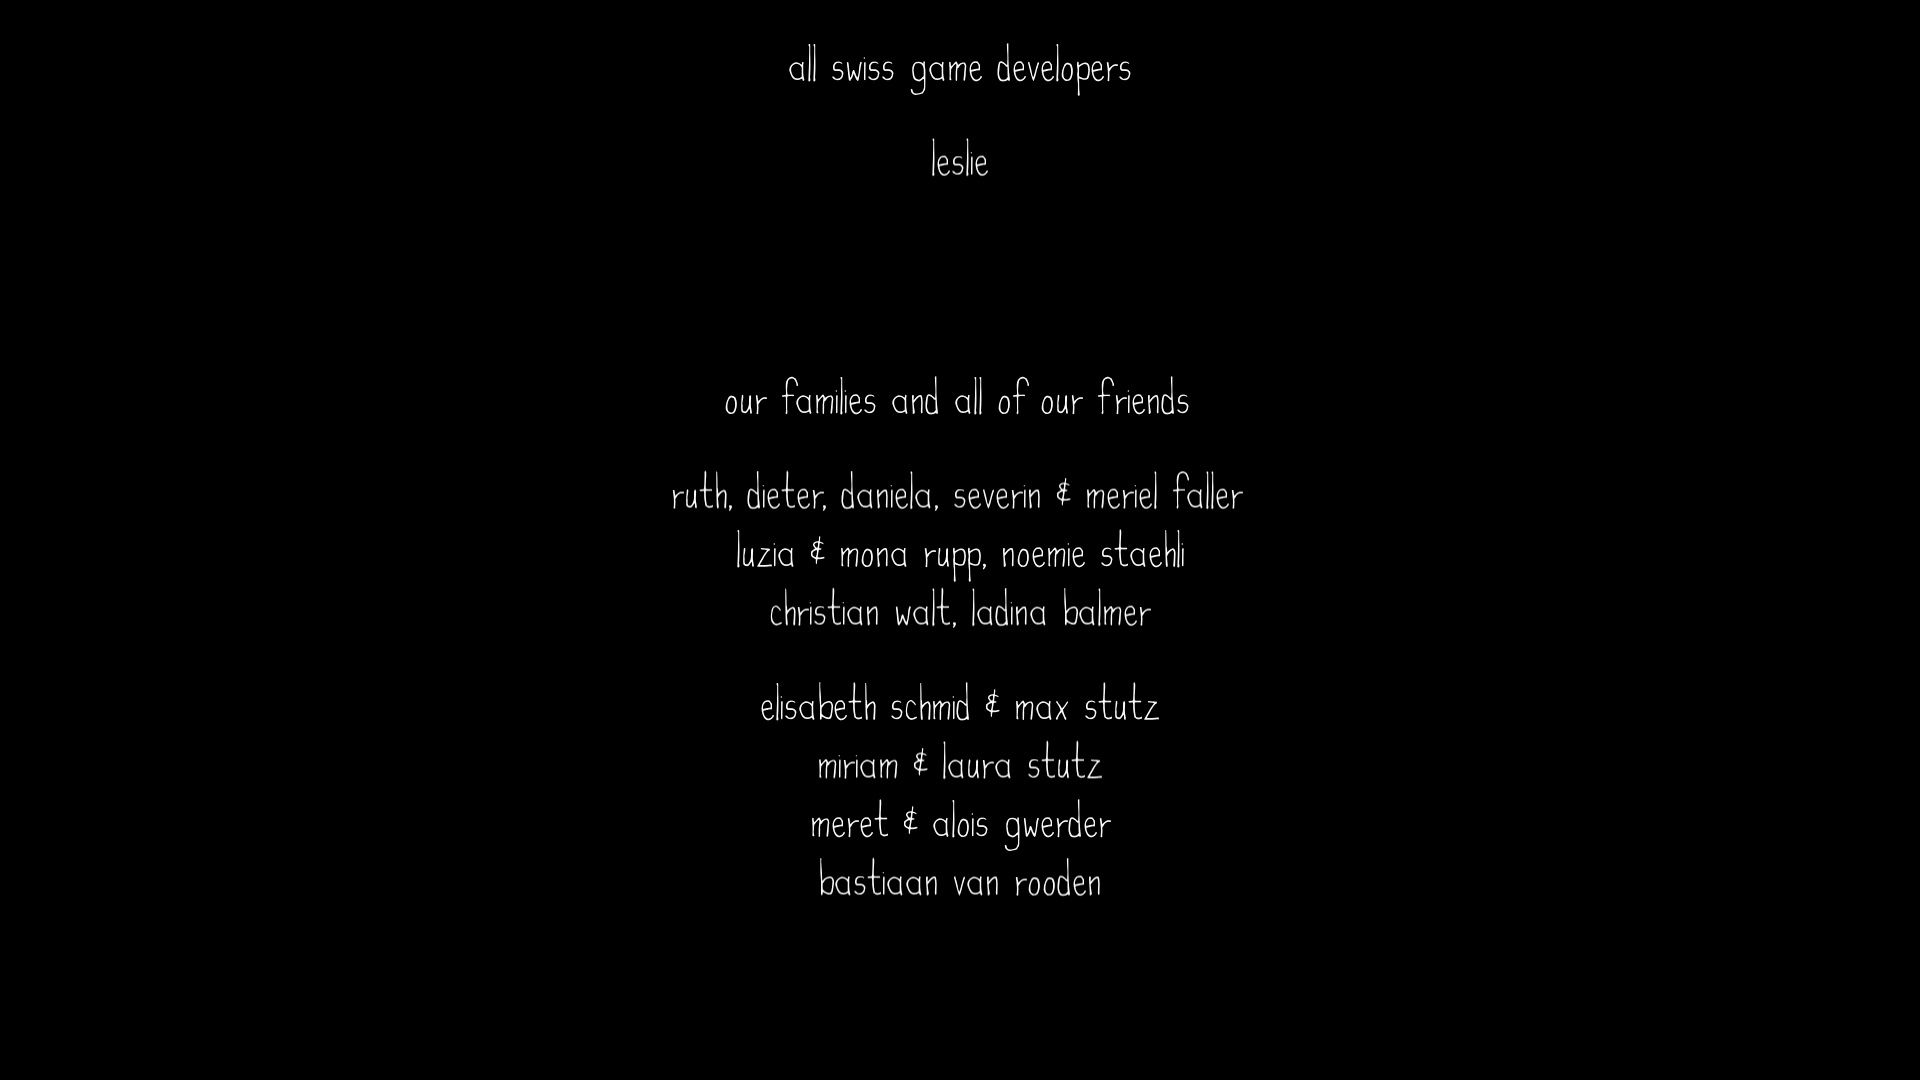 all swiss game developers
leslie
our families and all of our friends
ruth, dieter, daniela, severin & meriel faller
luzia & mona rupp, noemie staehli
christian walt, ladina balmer
elisabeth schmid & max stutz
miriam & laura stutz
meret & alois gwerder
bastiaan van rooden